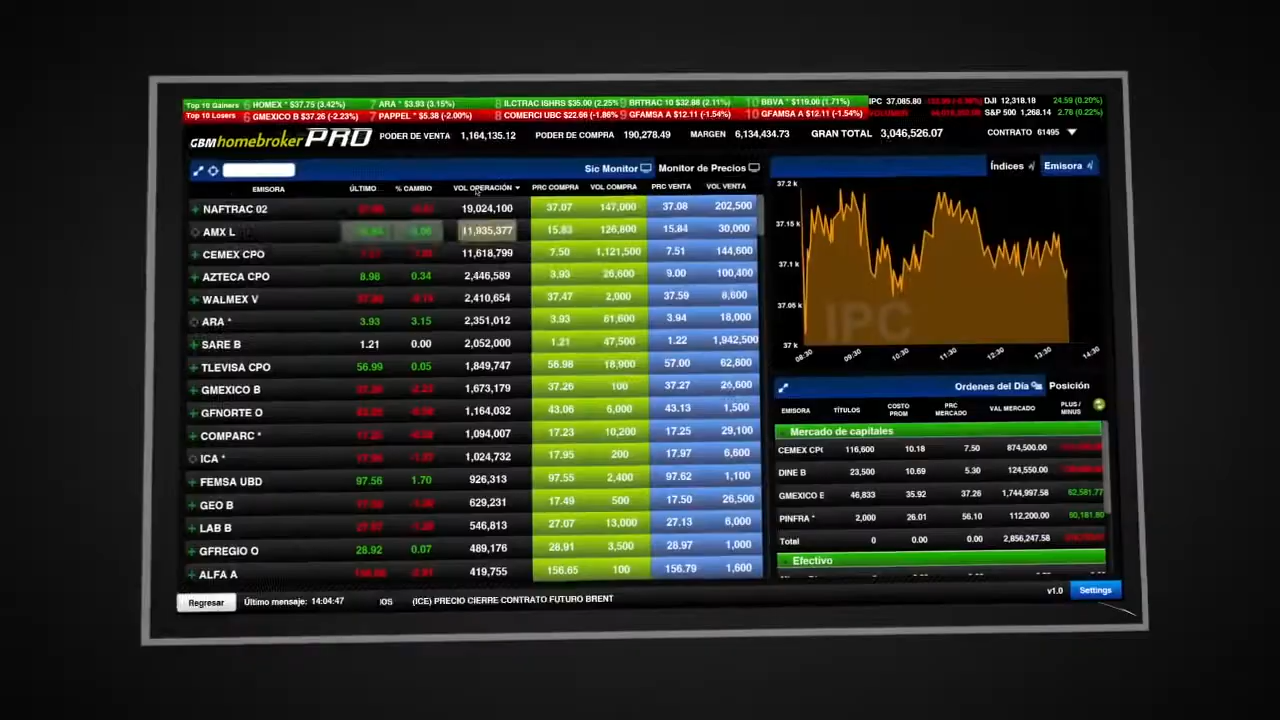 Top 10 Gainers 6 HOMEX * $37.75 (3.42%) 7 ARA * $3.93 (3.15%) 8 ILCTRAC ISHRS $35.00 (2.25% 9 BRTRAC 10 $32.86 (2.11%) 10 BBVA * $119.00 (1.71%) IPC 37,085.80 DJI 12,318.18 24.59 (0.20%)
Top 10 Losers 6 GMEXICO B $37.26 (-2.23%) 7 PAPPEL * $5.38 (-2.00%) 8 COMERCI UBC $22.66 (-1.86% 9 GFAMSA A $12.11 (-1.54%) 10 GFAMSA A $12.11 (-1.54%) S&P 500 1,268.14 2.76 (0.22%)
GBMhomebroker PRO PODER DE VENTA 1,164,135.12 PODER DE COMPRA 190,278.49 MARGEN 6,134,434.73 GRAN TOTAL 3,046,526.07 CONTRATO 61495
Sic Monitor Monitor de Precios Índices Emisora
EMISORA ÚLTIMO... % CAMBIO VOL OPERACIÓN PRC COMPRA VOL COMPRA PRC VENTA VOL VENTA
NAFTRAC 02 19,024,100 37.07 147,000 37.08 202,500
AMX L 11,935,377 15.83 126,800 15.84 30,000
CEMEX CPO 11,618,799 7.50 1,121,500 7.51 144,600
AZTECA CPO 8.98 0.34 2,446,589 3.93 26,600 9.00 100,400
WALMEX V 2,410,654 37.47 2,000 37.59 8,600
ARA * 3.93 3.15 2,351,012 3.93 61,600 3.94 18,000
SARE B 1.21 0.00 2,052,000 1.21 47,500 1.22 1,942,500
TLEVISA CPO 56.99 0.05 1,849,747 56.98 18,900 57.00 62,800
GMEXICO B 1,673,179 37.26 100 37.27 26,600
GFNORTE O 1,164,032 43.06 6,000 43.13 1,500
COMPARC * 1,094,007 17.23 10,200 17.25 29,100
ICA * 1,024,732 17.95 200 17.97 6,600
FEMSA UBD 97.56 1.70 926,313 97.55 2,400 97.62 1,100
GEO B 629,231 17.49 500 17.50 26,500
LAB B 546,813 27.07 13,000 27.13 6,000
GFREGIO O 28.92 0.07 489,176 28.91 3,500 28.97 1,000
ALFA A 419,755 156.65 100 156.79 1,600
37.2 k
37.15 k
37.1 k
37.05 k
37 k
IPC
08:30 09:30 10:30 11:30 12:30 13:30 14:30
Ordenes del Día Posición
EMISORA TÍTULOS COSTO PROM PRC MERCADO VAL MERCADO PLUS / MINUS
Mercado de capitales
CEMEX CPO 116,600 10.18 7.50 874,500.00
DINE B 23,500 10.69 5.30 124,550.00
GMEXICO B 46,833 35.92 37.26 1,744,997.58 62,581.77
PINFRA * 2,000 26.01 56.10 112,200.00 60,181.80
Total 0 0.00 0.00 2,856,247.58
Efectivo
Regresar Último mensaje: 14:04:47 IOS (ICE) PRECIO CIERRE CONTRATO FUTURO BRENT v1.0 Settings